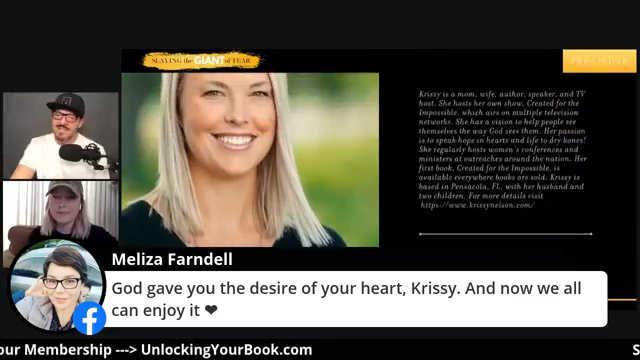 SLAYING the GIANT of FEAR
PRE-ORDER
Krissy is a mom, wife, author, speaker, and TV
host. She hosts her own show, Created for the
Impossible, which airs on multiple television
networks. She has a vision to help people see
themselves the way God sees them. Her passion
is to speak hope in hearts and life to dry bones!
She regularly hosts women's conferences and
ministers at outreaches around the nation. Her
first book, Created for the Impossible, is
available everywhere books are sold. Krissy is
based in Pensacola, FL, with her husband and
two children. For more details visit
https://www.krissynelson.com/
Meliza Farndell
God gave you the desire of your heart, Krissy. And now we all
can enjoy it ❤
our Membership ---> UnlockingYourBook.com
S